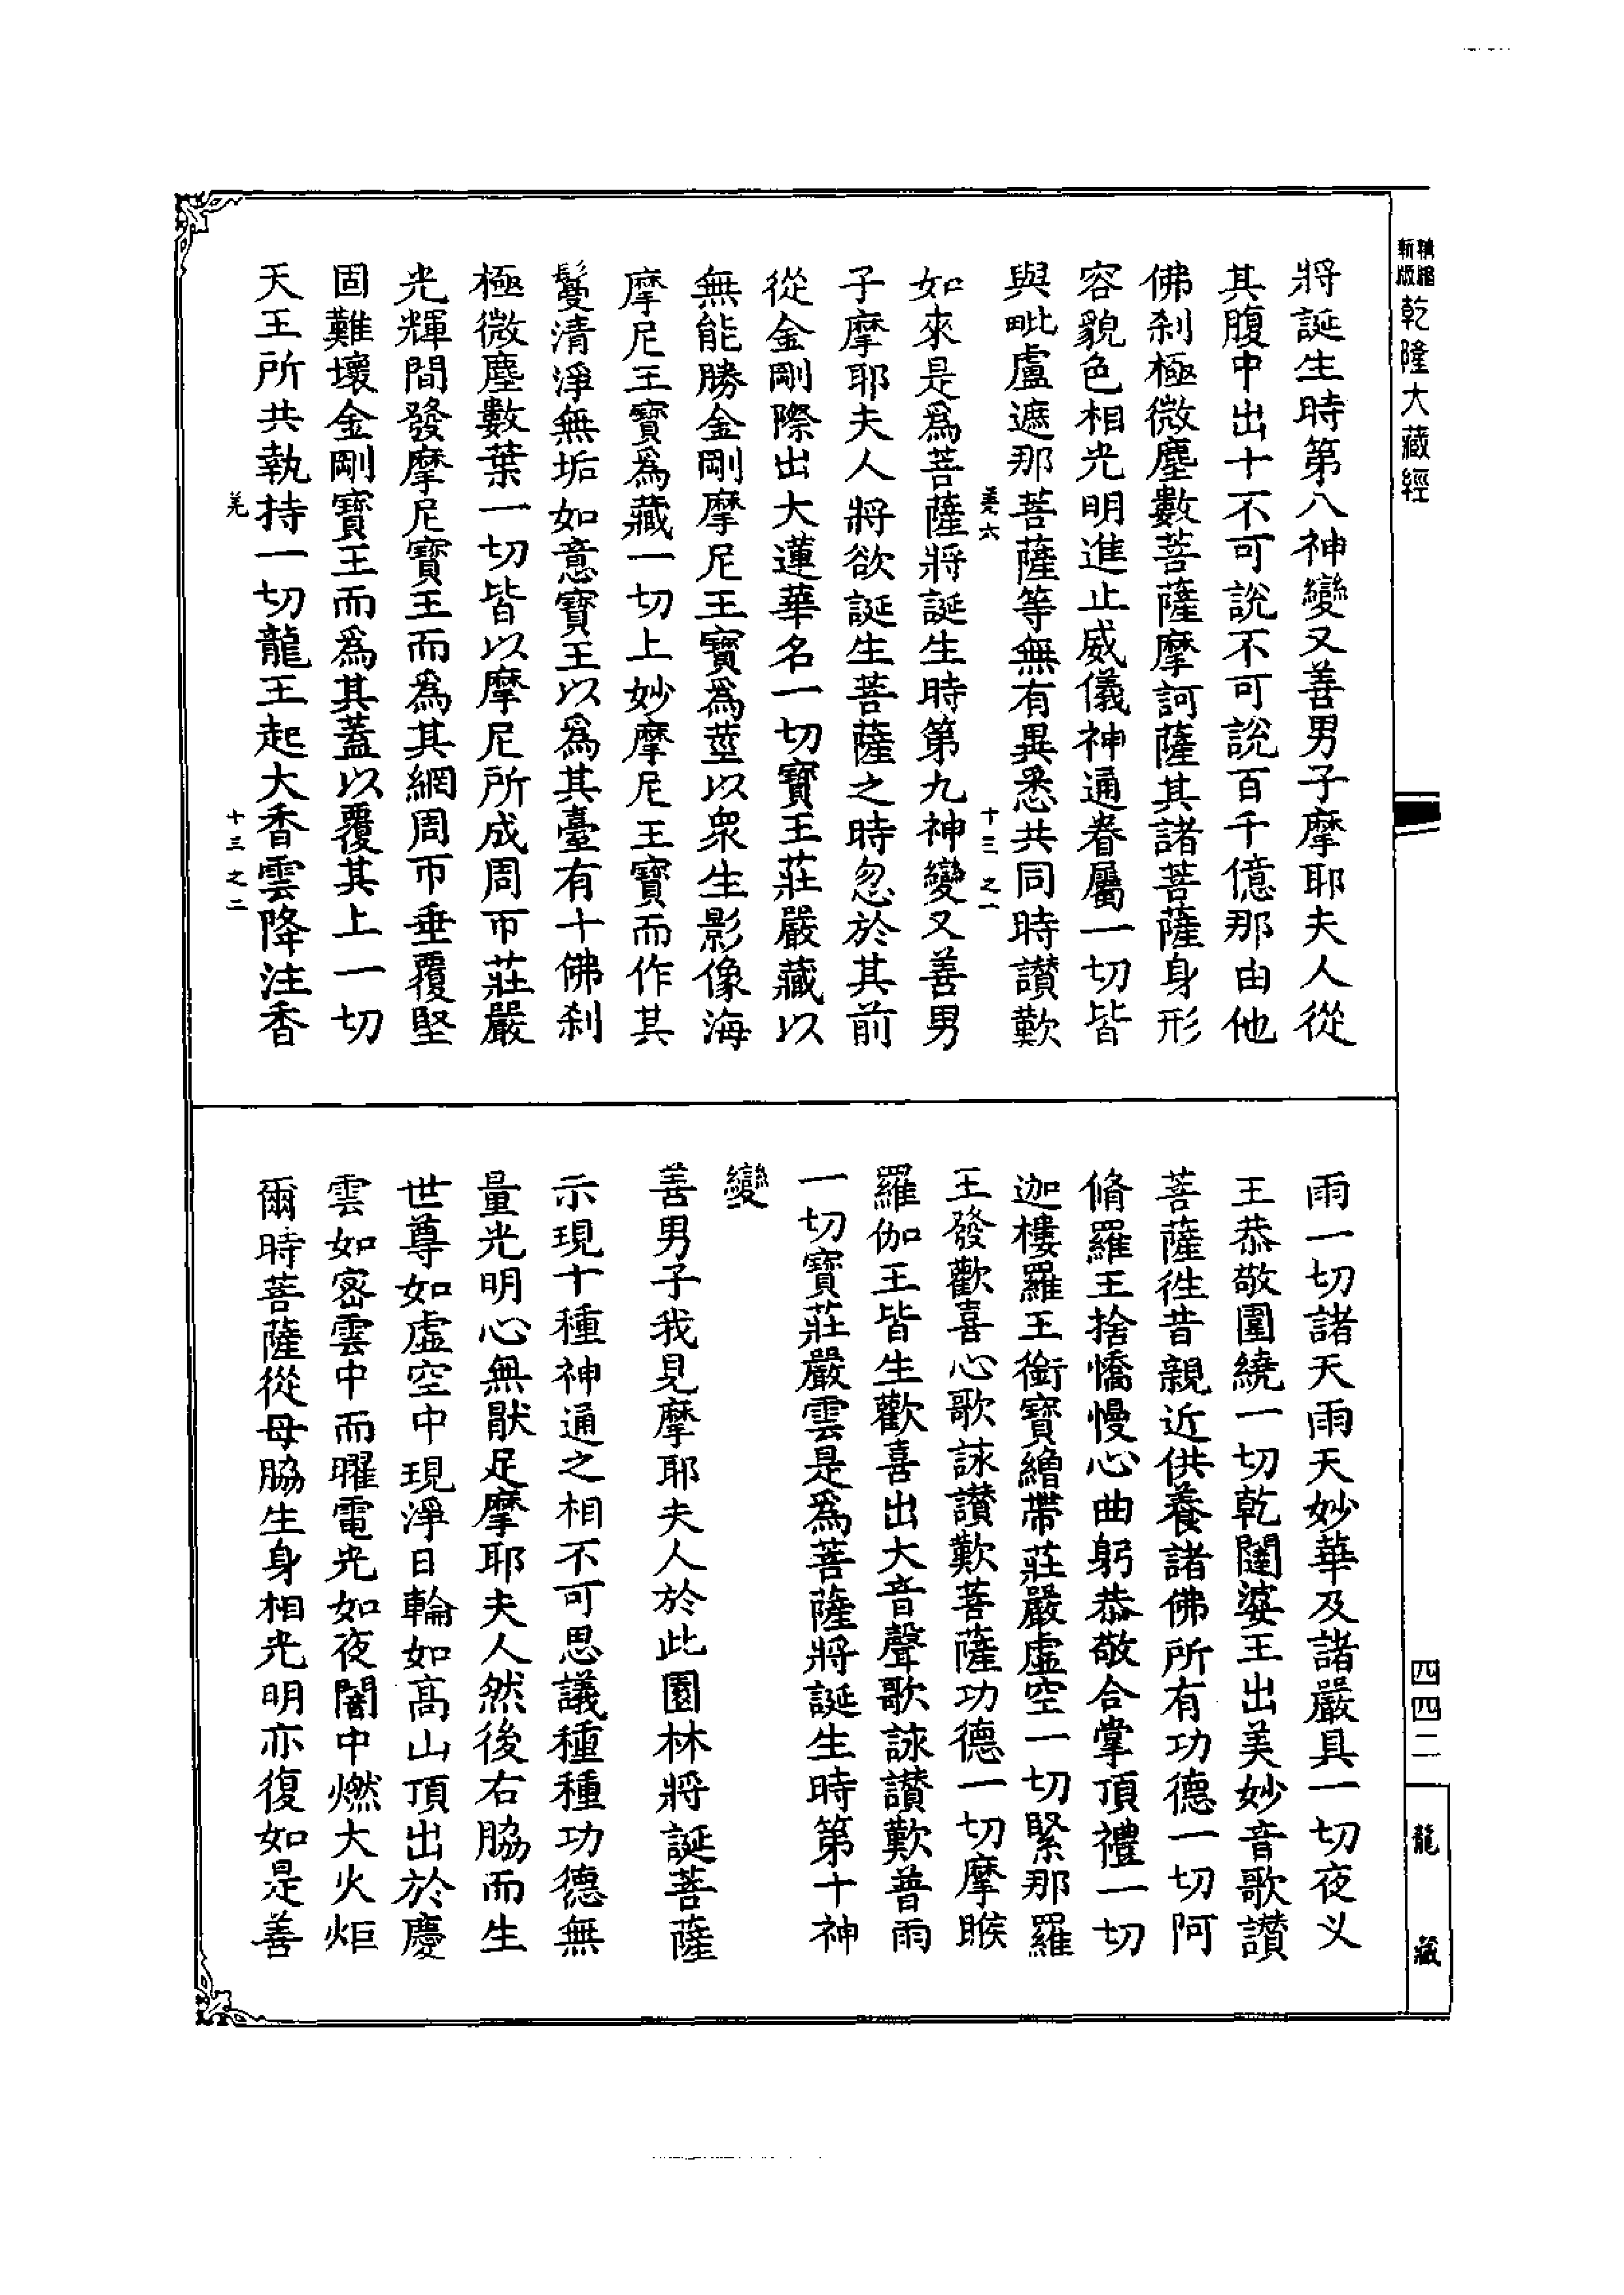 精縮
新版
乾隆大藏經
將誕生時第八神變又善男子摩耶夫人從
其腹中出十不可說不可說百千億那由他
佛刹極微塵數菩薩摩訶薩其諸菩薩身形
容貌色相光明進止威儀神通眷屬一切皆
與毗盧遮那菩薩等無有異悉共同時讃歎
十三之一
如來是爲菩薩將誕生時第九神變又善男
子摩耶夫人將欲誕生菩薩之時忽於其前
從金剛際出大蓮華名一切寶王莊嚴藏以
無能勝金剛摩尼王寶爲莖以衆生影像海
摩尼王寶爲藏一切上妙摩尼王寶而作其
鬘清淨無垢如意寶王以爲其臺有十佛刹
極微塵數葉一切皆以摩尼所成周帀莊嚴
光輝間發摩尼寶王而爲其網周帀垂覆堅
固難壞金剛寶王而爲其蓋以覆其上一切
天王所共執持一切龍王起大香雲降注香
十三之二
雨一切諸天雨天妙華及諸嚴具一切夜乂
王恭敬圍繞一切乾闥婆王出美妙音歌讃
菩薩徃昔親近供養諸佛所有功德一切阿
脩羅王捨憍慢心曲躬恭敬合掌頂禮一切
迦樓羅王銜寶繒帶莊嚴虛空一切緊那羅
王發歡喜心歌詠讃歎菩薩功德一切摩睺
羅伽王皆生歡喜出大音聲歌詠讃歎普雨
一切寶莊嚴雲是爲菩薩將誕生時第十神
變
善男子我見摩耶夫人於此園林將誕菩薩
示現十種神通之相不可思議種種功德無
量光明心無猒足摩耶夫人然後右脇而生
世尊如虛空中現淨日輪如高山頂出於慶
雲如宻雲中而曜電光如夜闇中燃大火炬
爾時菩薩從母脇生身相光明亦復如是善
四四二
龍藏